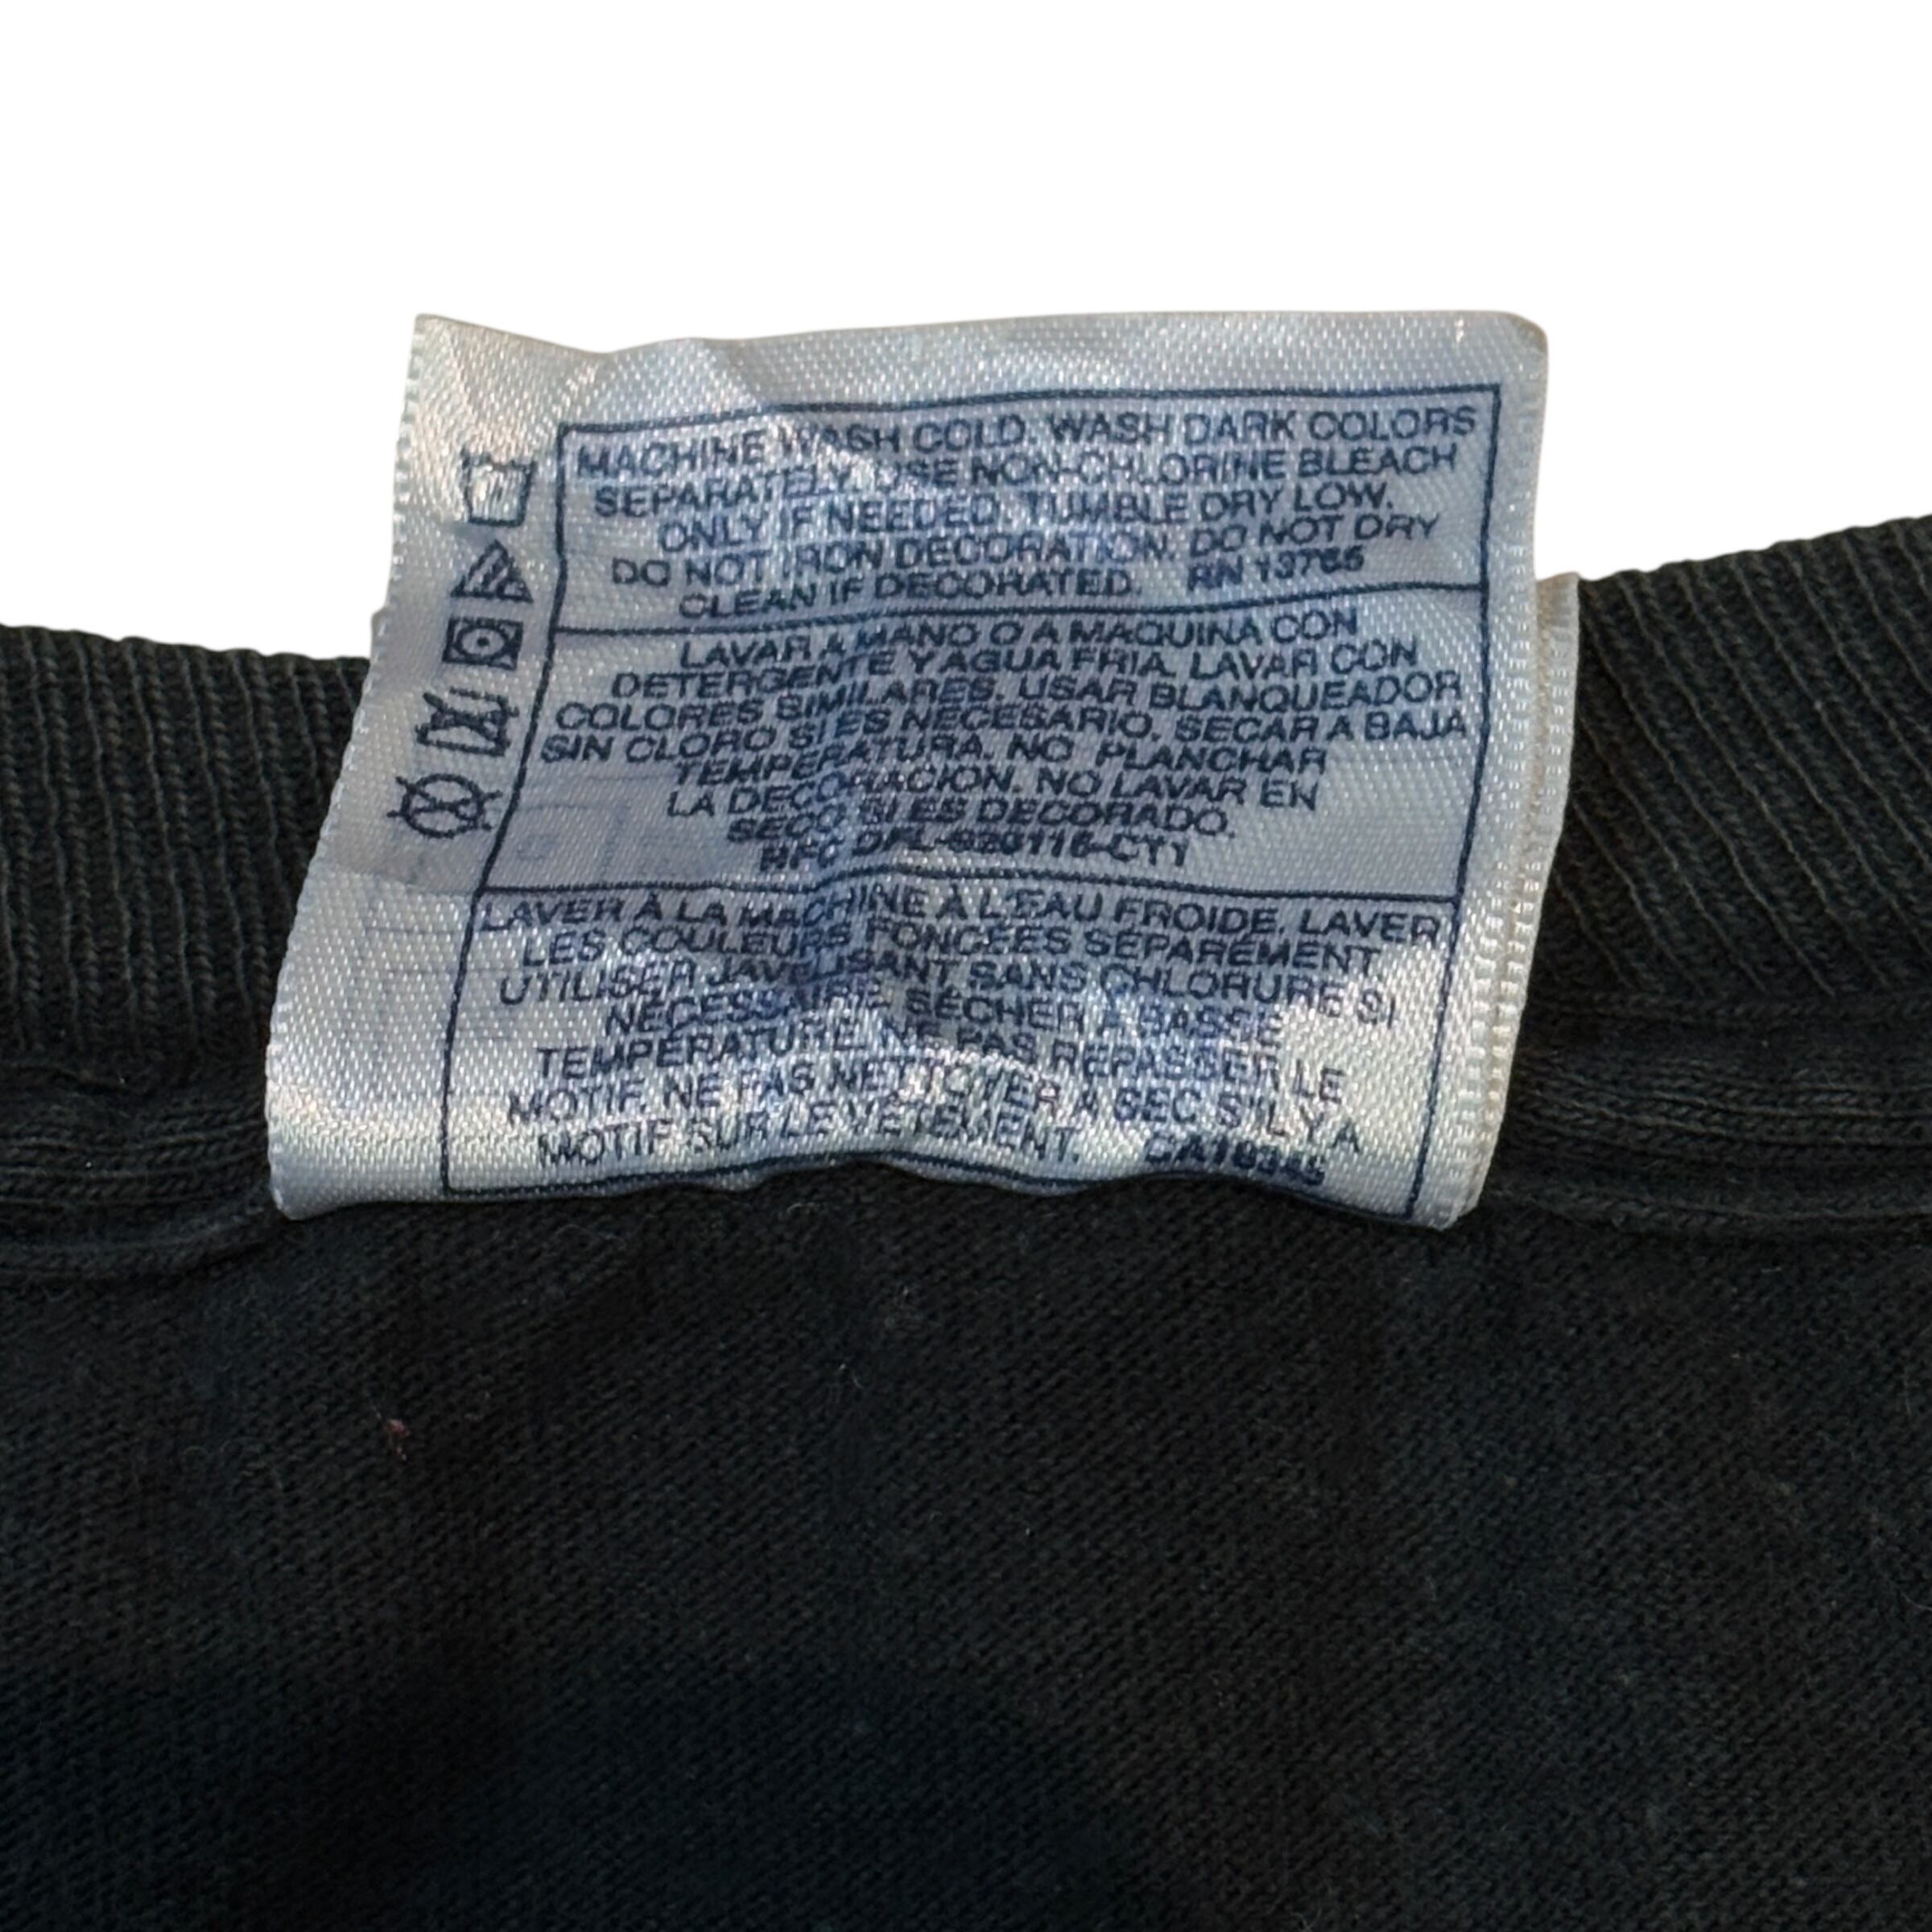 MACHINE WASH COLD. WASH DARK COLORS
SEPARATELY. USE NON-CHLORINE BLEACH
ONLY IF NEEDED. TUMBLE DRY LOW.
DO NOT IRON DECORATION. DO NOT DRY
CLEAN IF DECORATED. RN 13765
LAVAR A MANO O A MAQUINA CON
DETERGENTE Y AGUA FRIA. LAVAR CON
COLORES SIMILARES. USAR BLANQUEADOR
SIN CLORO SI ES NECESARIO. SECAR A BAJA
TEMPERATURA. NO PLANCHAR
LA DECORACION. NO LAVAR EN
SECO SI ES DECORADO.
RFC
LAVER À LA MACHINE À L'EAU FROIDE. LAVER
LES COULEURS FONCÉES SÉPARÉMENT
UTILISER JAVELLISANT SANS CHLORURE SI
NÉCESSAIRE. SÉCHER À BASSE
TEMPÉRATURE. NE PAS REPASSER LE
MOTIF. NE PAS NETTOYER À SEC S'IL Y A
MOTIF SUR LE VÊTEMENT.